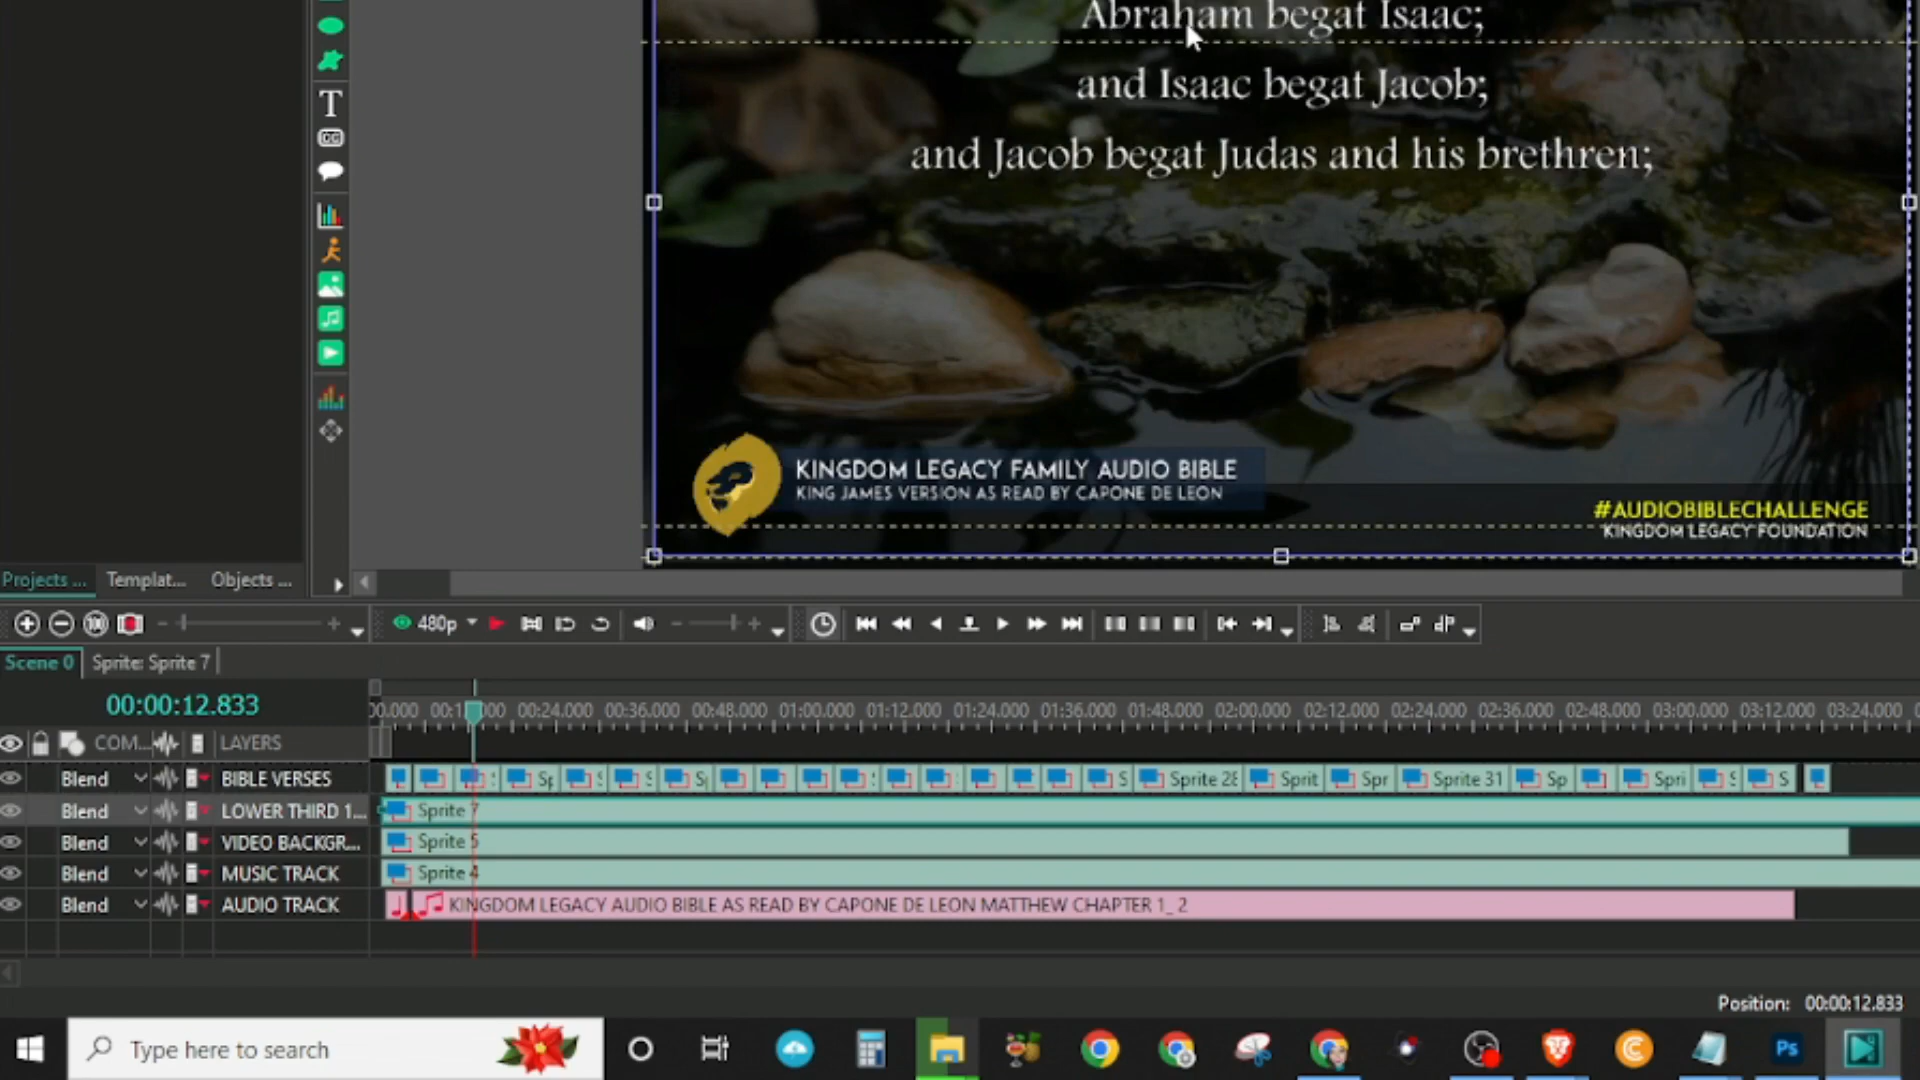 Abraham begat Isaac;
and Isaac begat Jacob;
and Jacob begat Judas and his brethren;
T
CC
KINGDOM LEGACY FAMILY AUDIO BIBLE
KING JAMES VERSION AS READ BY CAPONE DE LEON
#AUDIOBIBLECHALLENGE
KINGDOM LEGACY FOUNDATION
Projects ... Templat... Objects ...
480p
Scene 0 Sprite: Sprite 7
00:00:12.833
00:24.000 00:36.000 00:48.000 01:00.000 01:12.000 01:24.000 01:36.000 01:48.000 02:00.000 02:12.000 02:24.000 02:36.000 02:48.000 03:00.000 03:12.000 03:24.000
COM... LAYERS
Blend BIBLE VERSES Sprite 28 Sprit Spr Sprite 31 Sp Spri S S
Blend LOWER THIRD 1... Sprite 7
Blend VIDEO BACKGR... Sprite 5
Blend MUSIC TRACK Sprite 4
Blend AUDIO TRACK KINGDOM LEGACY AUDIO BIBLE AS READ BY CAPONE DE LEON MATTHEW CHAPTER 1_ 2
Position: 00:00:12.833
Type here to search
Ps